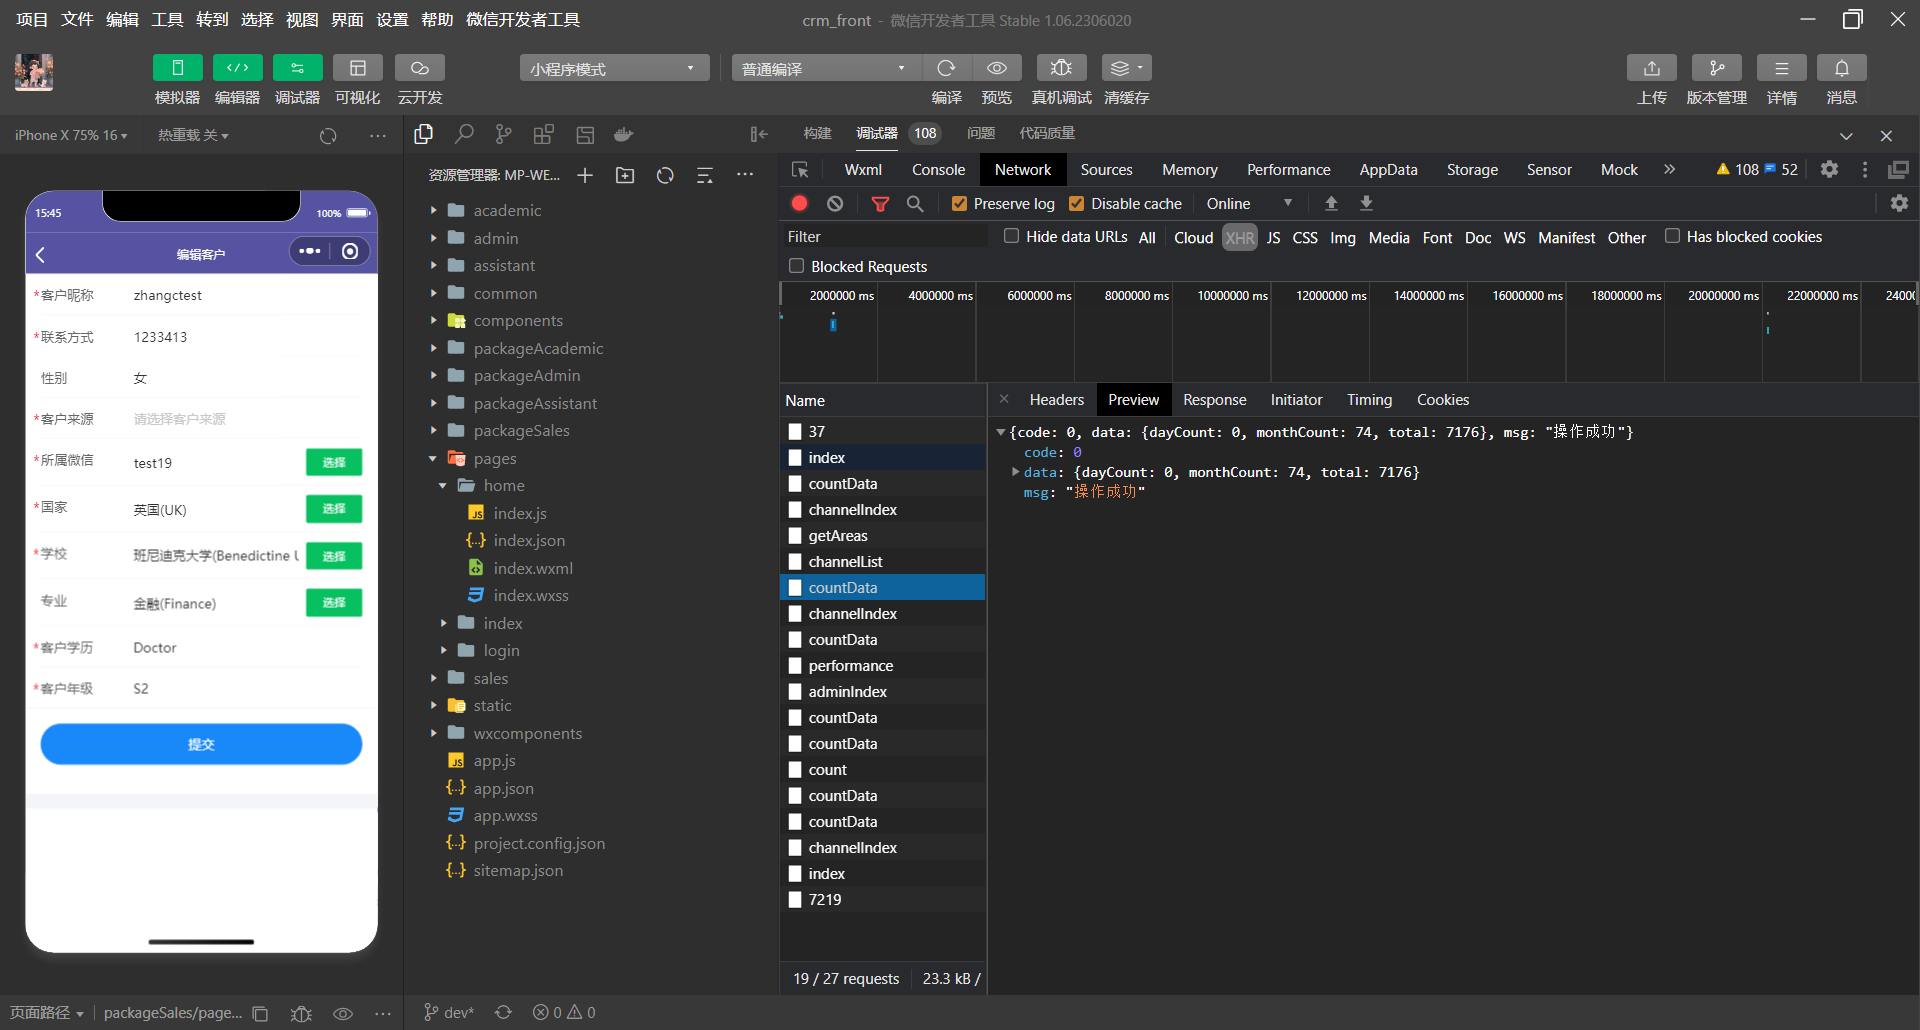 项目 文件 编辑 工具 转到 选择 视图 界面 设置 帮助 微信开发者工具
crm_front - 微信开发者工具 Stable 1.06.2306020
小程序模式
普通编译
模拟器 编辑器 调试器 可视化 云开发
编译 预览 真机调试 清缓存
上传 版本管理 详情 消息
iPhone X 75% 16
热重载 关
15:45
100%
编辑客户
*客户昵称 zhangctest
*联系方式 1233413
性别 女
*客户来源 请选择客户来源
*所属微信 test19 选择
*国家 英国(UK) 选择
*学校 班尼迪克大学(Benedictine U 选择
专业 金融(Finance) 选择
*客户学历 Doctor
*客户年级 S2
提交
页面路径 packageSales/page...
资源管理器: MP-WE...
academic
admin
assistant
common
components
packageAcademic
packageAdmin
packageAssistant
packageSales
pages
home
index.js
index.json
index.wxml
index.wxss
index
login
sales
static
wxcomponents
app.js
app.json
app.wxss
project.config.json
sitemap.json
dev* 0 0
构建 调试器 108 问题 代码质量
Wxml Console Network Sources Memory Performance AppData Storage Sensor Mock 108 52
Preserve log Disable cache Online
Filter Hide data URLs All Cloud XHR JS CSS Img Media Font Doc WS Manifest Other Has blocked cookies
Blocked Requests
2000000 ms 4000000 ms 6000000 ms 8000000 ms 10000000 ms 12000000 ms 14000000 ms 16000000 ms 18000000 ms 20000000 ms 22000000 ms 24000
Name
37
index
countData
channelIndex
getAreas
channelList
countData
channelIndex
countData
performance
adminIndex
countData
countData
count
countData
countData
channelIndex
index
7219
19 / 27 requests 23.3 kB /
Headers Preview Response Initiator Timing Cookies
{code: 0, data: {dayCount: 0, monthCount: 74, total: 7176}, msg: "操作成功"}
code: 0
data: {dayCount: 0, monthCount: 74, total: 7176}
msg: "操作成功"